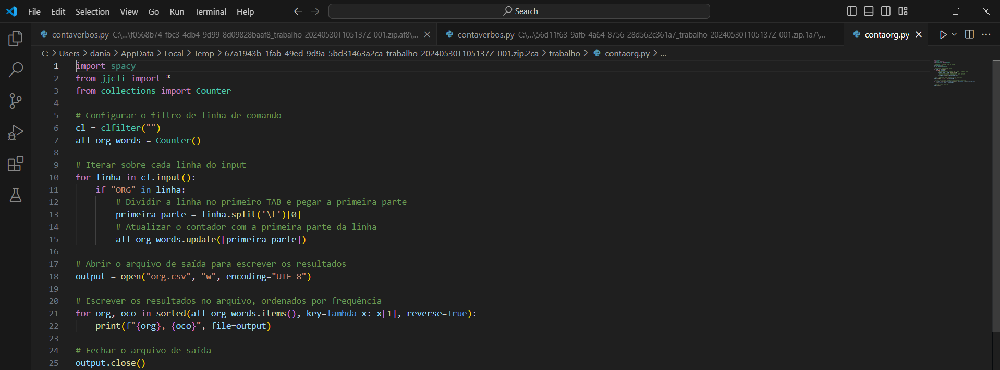 File Edit Selection View Go Run Terminal Help Search
contaverbos.py C:\...\f0568b74-fbc3-4db4-9d99-8d09828baaf8_trabalho-20240530T105137Z-001.zip.af8\... contaverbos.py C:\...\56d11f63-9afb-4a64-8756-28d562c361a7_trabalho-20240530T105137Z-001.zip.1a7\... contaorg.py
C: > Users > dania > AppData > Local > Temp > 67a1943b-1fab-49ed-9d9a-5bd31463a2ca_trabalho-20240530T105137Z-001.zip.2ca > trabalho > contaorg.py > ...
1 import spacy
2 from jjcli import *
3 from collections import Counter
4
5 # Configurar o filtro de linha de comando
6 cl = clfilter("")
7 all_org_words = Counter()
8
9 # Iterar sobre cada linha do input
10 for linha in cl.input():
11     if "ORG" in linha:
12         # Dividir a linha no primeiro TAB e pegar a primeira parte
13         primeira_parte = linha.split('\t')[0]
14         # Atualizar o contador com a primeira parte da linha
15         all_org_words.update([primeira_parte])
16
17 # Abrir o arquivo de saída para escrever os resultados
18 output = open("org.csv", "w", encoding="UTF-8")
19
20 # Escrever os resultados no arquivo, ordenados por frequência
21 for org, oco in sorted(all_org_words.items(), key=lambda x: x[1], reverse=True):
22     print(f"{org}, {oco}", file=output)
23
24 # Fechar o arquivo de saída
25 output.close()